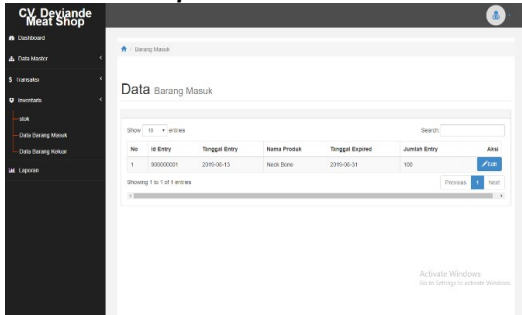 CV. Deviande
Meat Shop
Dashboard
Data Master
Transaksi
Inventaris
stok
Data Barang Masuk
Data Barang Keluar
Laporan
/ Barang Masuk
Data Barang Masuk
Show 10 entries
Search:
No Id Entry Tanggal Entry Nama Produk Tanggal Expired Jumlah Entry Aksi
1 900000001 2019-06-13 Neck Bone 2019-06-31 100 Edit
Showing 1 to 1 of 1 entries
Previous 1 Next
Activate Windows
Go to Settings to activate Windows.